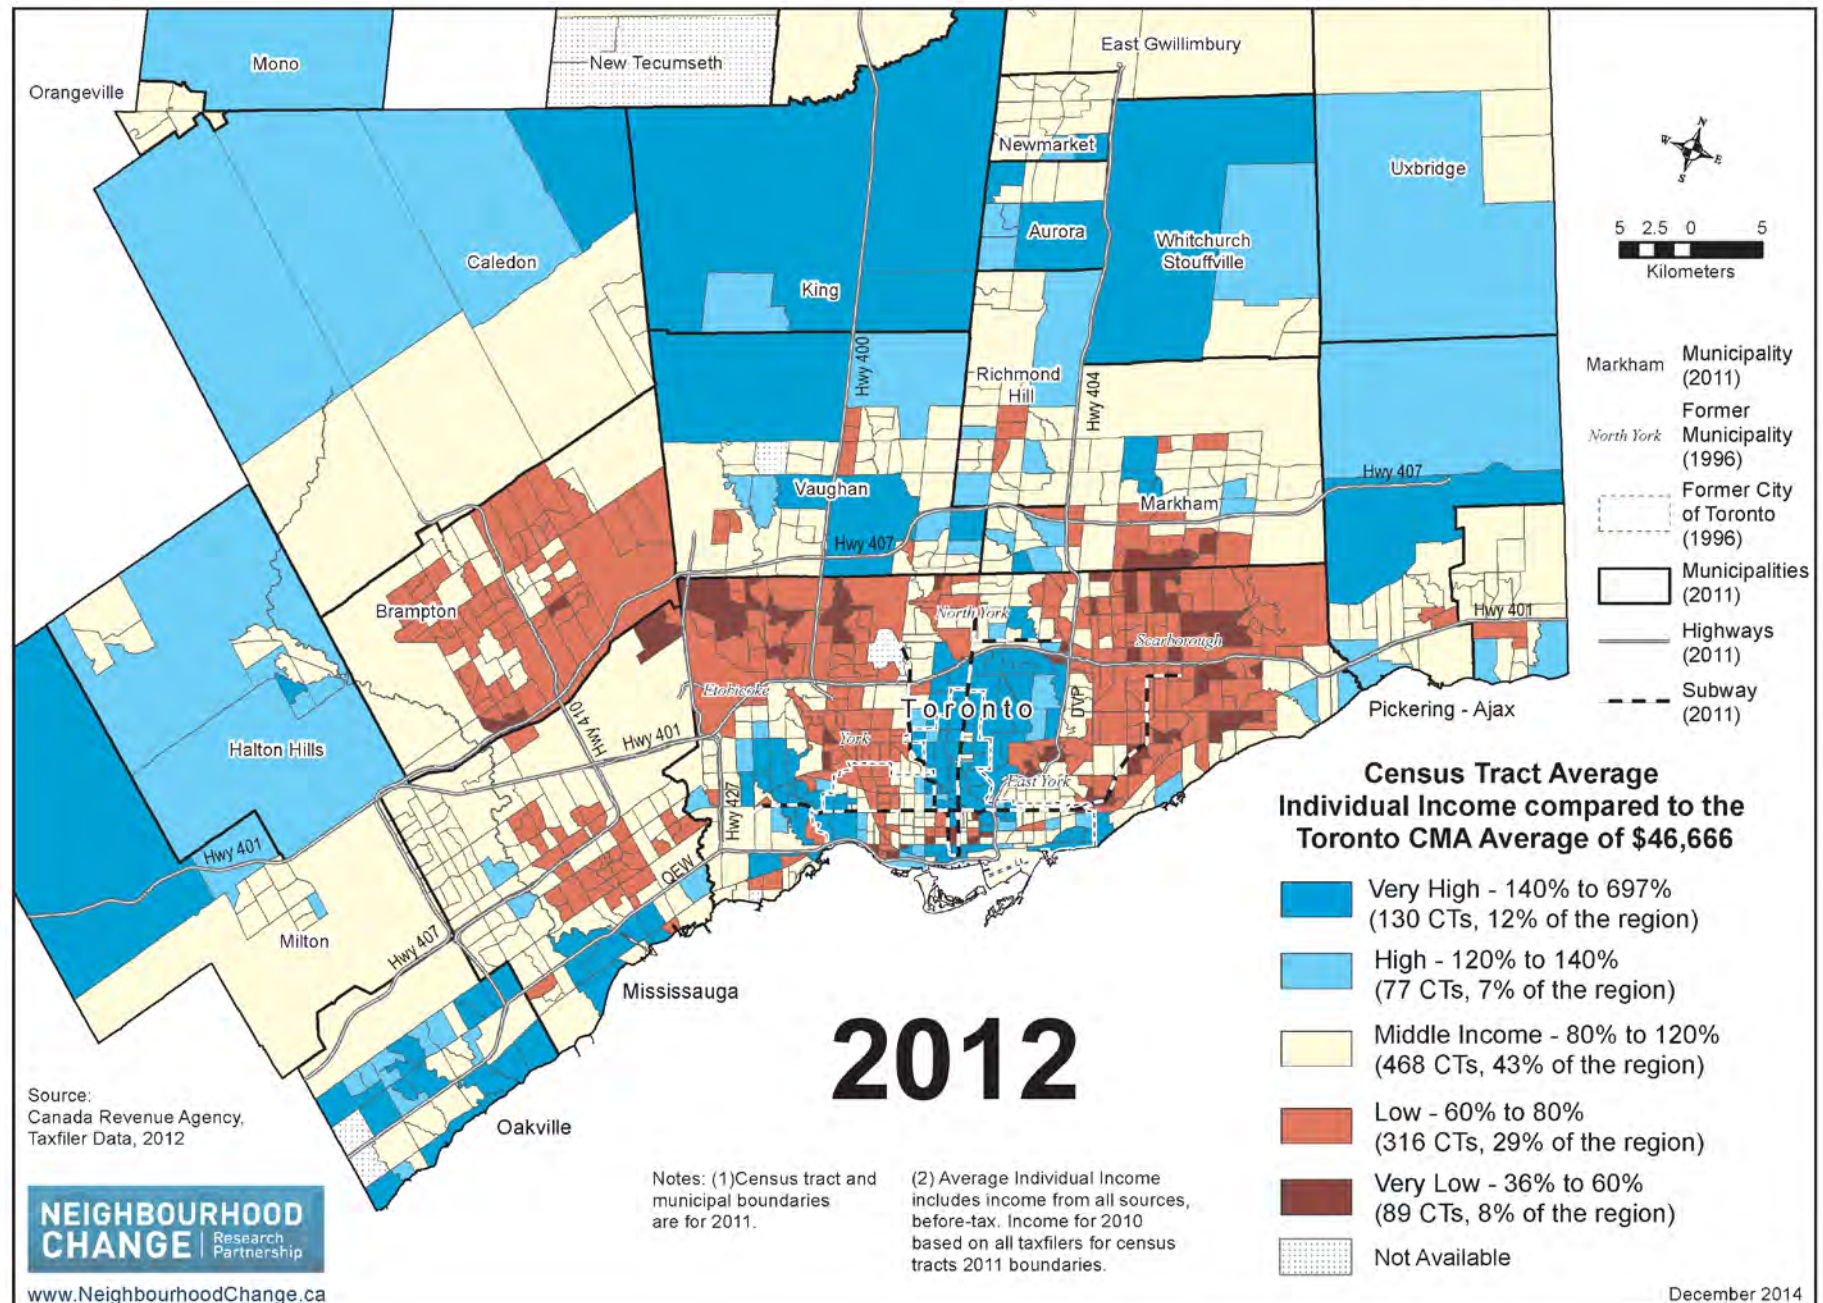 Mono
New Tecumseth
East Gwillimbury
Orangeville
N
W
E
S
Newmarket
Uxbridge
Aurora
Whitchurch
Stouffville
5 2.5 0 5
Kilometers
Caledon
King
Hwy 400
Richmond
Hill
Hwy 404
Markham
Municipality
(2011)
North York
Former
Municipality
(1996)
Former City
of Toronto
(1996)
Municipalities
(2011)
Highways
(2011)
Subway
(2011)
Vaughan
Markham
Hwy 407
Hwy 407
Hwy 401
Brampton
North York
Scarborough
Etobicoke
Toronto
DVP
Pickering - Ajax
Halton Hills
Hwy 410
Hwy 401
York
East York
Hwy 427
Hwy 401
QEW
Milton
Hwy 407
Mississauga
Oakville
Census Tract Average
Individual Income compared to the
Toronto CMA Average of $46,666
Very High - 140% to 697%
(130 CTs, 12% of the region)
High - 120% to 140%
(77 CTs, 7% of the region)
Middle Income - 80% to 120%
(468 CTs, 43% of the region)
Low - 60% to 80%
(316 CTs, 29% of the region)
Very Low - 36% to 60%
(89 CTs, 8% of the region)
Not Available
2012
Source:
Canada Revenue Agency,
Taxfiler Data, 2012
Notes: (1)Census tract and
municipal boundaries
are for 2011.
(2) Average Individual Income
includes income from all sources,
before-tax. Income for 2010
based on all taxfilers for census
tracts 2011 boundaries.
NEIGHBOURHOOD
CHANGE Research
Partnership
www.NeighbourhoodChange.ca
December 2014